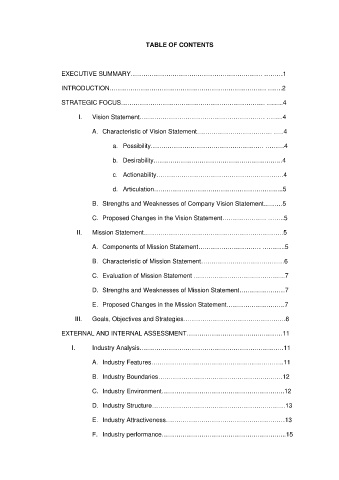 TABLE OF CONTENTS
EXECUTIVE SUMMARY……………………………………………………… ………1
INTRODUCTION………………………………………………………………… …….2
STRATEGIC FOCUS…………………………………………………………… ……..4
I. Vision Statement……………………………………………………………4
A. Characteristic of Vision Statement……………………………… …..4
a. Possibility……………………………………………… ………4
b. Desirability………………………………………………………4
c. Actionability………………………………………………………4
d. Articulation………………………………………………………..5
B. Strengths and Weaknesses of Company Vision Statement………5
C. Proposed Changes in the Vision Statement………………… ……..5
II. Mission Statement……………………………………………………………5
A. Components of Mission Statement………………………… ………..5
B. Characteristic of Mission Statement…………………………………6
C. Evaluation of Mission Statement ………………………………………7
D. Strengths and Weaknesses of Mission Statement…………………7
E. Proposed Changes in the Mission Statement………………………7
III. Goals, Objectives and Strategies……………………………………………8
EXTERNAL AND INTERNAL ASSESSMENT………………………………………11
I. Industry Analysis……………………………………………………………11
A. Industry Features………………………………………………………11
B. Industry Boundaries……………………………………………………12
C. Industry Environment……………………………………………………12
D. Industry Structure…………………………………………………………13
E. Industry Attractiveness……………………………………………………13
F. Industry performance……………………………………………………..15